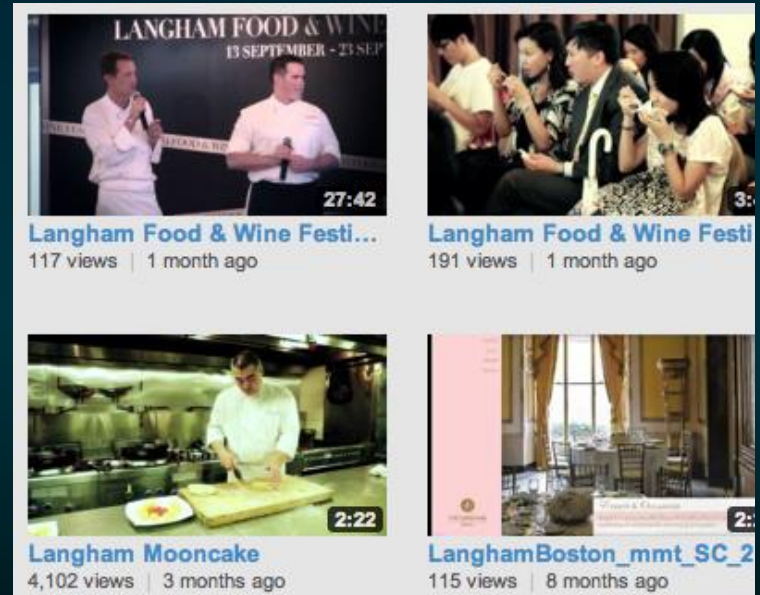 LANGHAM FOOD & WINE
13 SEPTEMBER - 23 SEP
27:42
Langham Food & Wine Festi...
117 views | 1 month ago
3:
Langham Food & Wine Festi
191 views | 1 month ago
2:22
Langham Mooncake
4,102 views | 3 months ago
2:
LanghamBoston_mmt_SC_2
115 views | 8 months ago